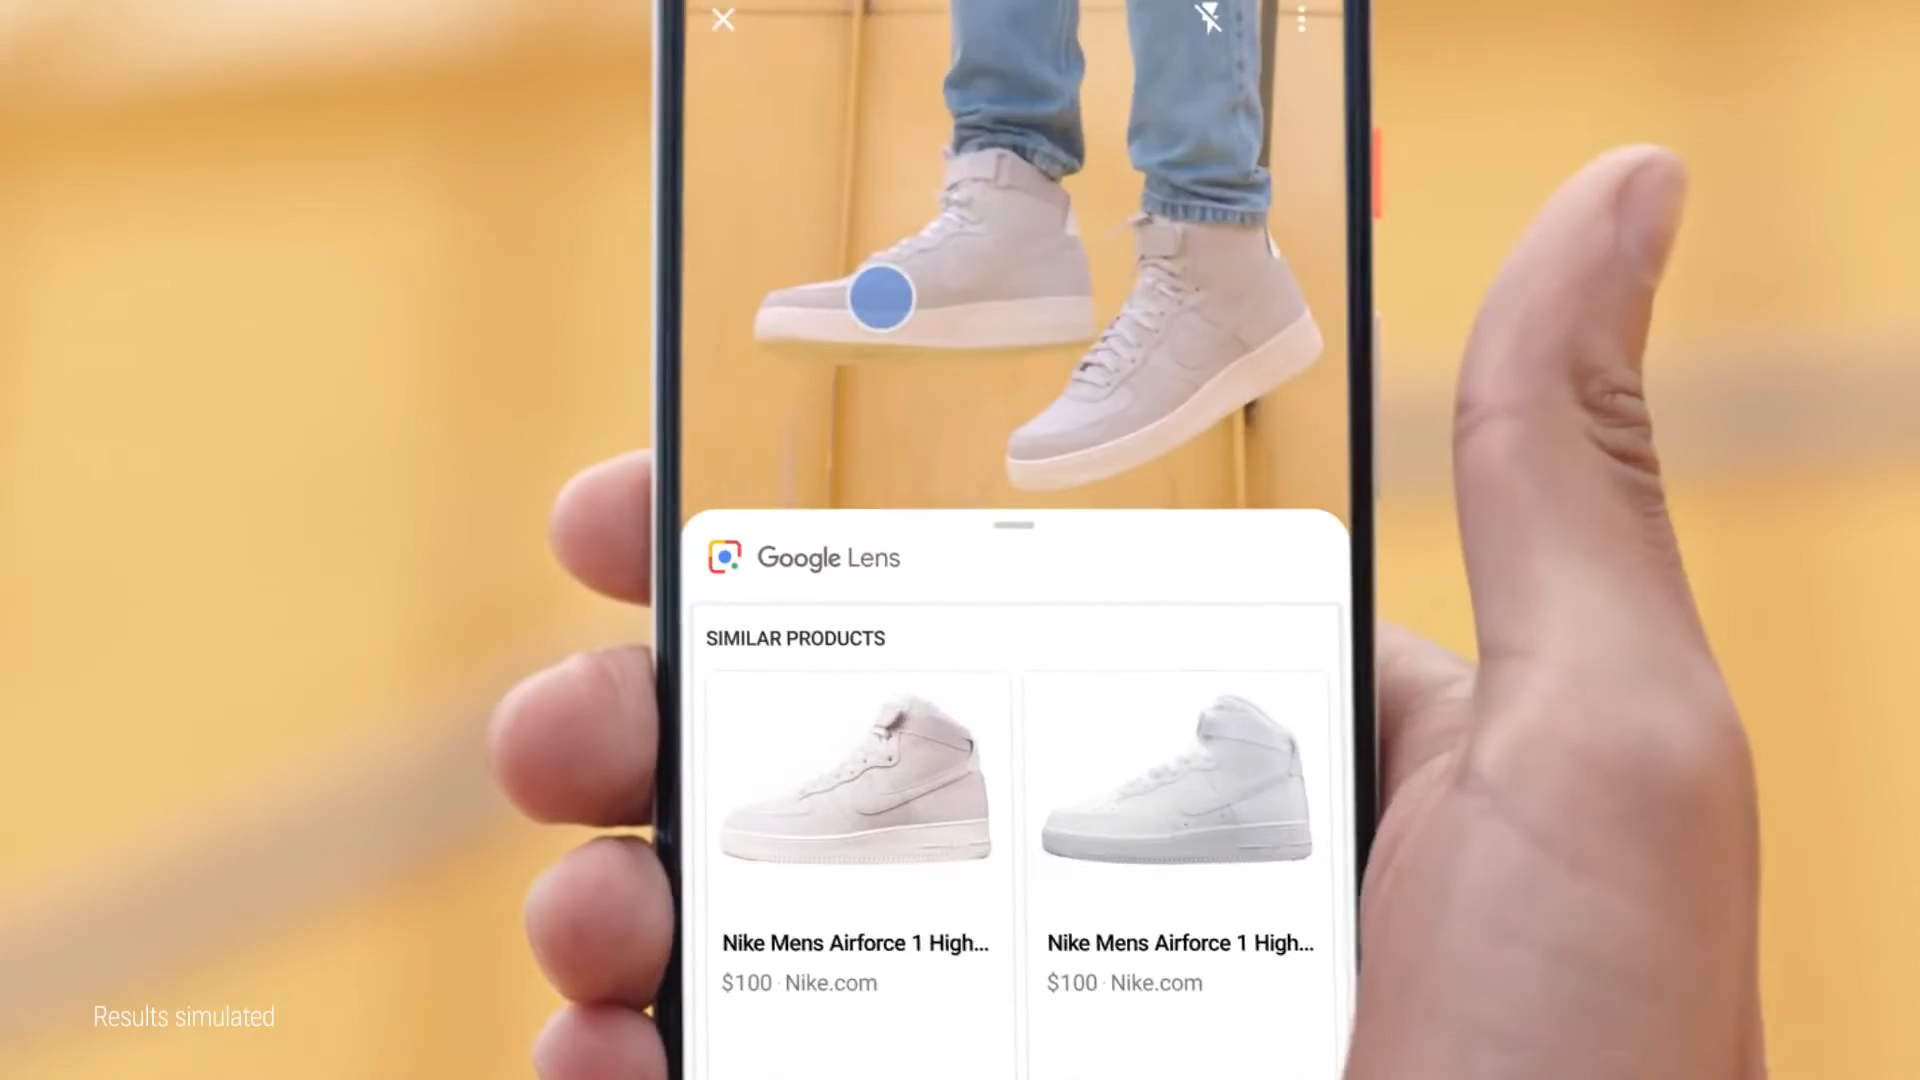 Google Lens
SIMILAR PRODUCTS
Nike Mens Airforce 1 High...
$100 · Nike.com
Nike Mens Airforce 1 High...
$100 · Nike.com
Results simulated